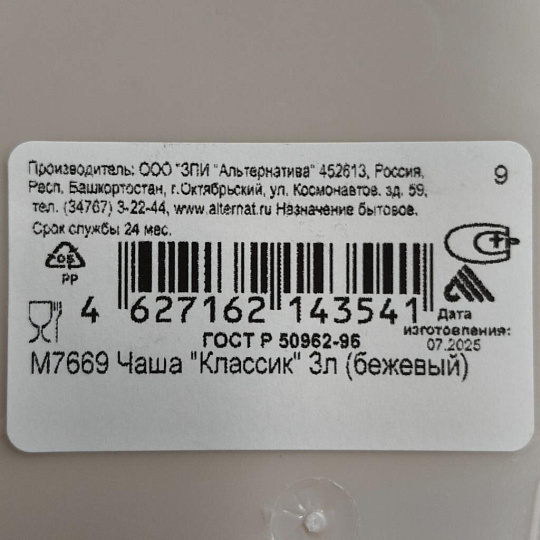 Производитель: ООО "ЗПИ "Альтернатива" 452613, Россия,
9
Респ. Башкортостан, г.Октябрьский, ул. Космонавтов. зд. 59,
тел. (34767) 3-22-44, www.alternat.ru Назначение бытовое.
Срок службы 24 мес.
05
PP
4 627162 143541
Дата
изготовления:
07.2025
ГОСТ Р 50962-96
М7669 Чаша "Классик" 3л (бежевый)